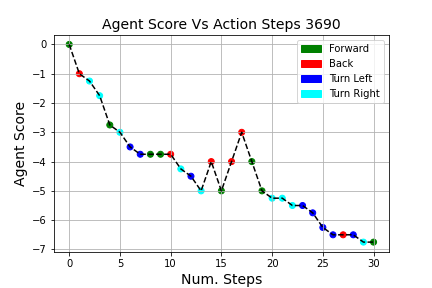 Agent Score Vs Action Steps 3690
Forward
Back
Turn Left
Turn Right
Agent Score
0
−1
−2
−3
−4
−5
−6
−7
0 5 10 15 20 25 30
Num. Steps